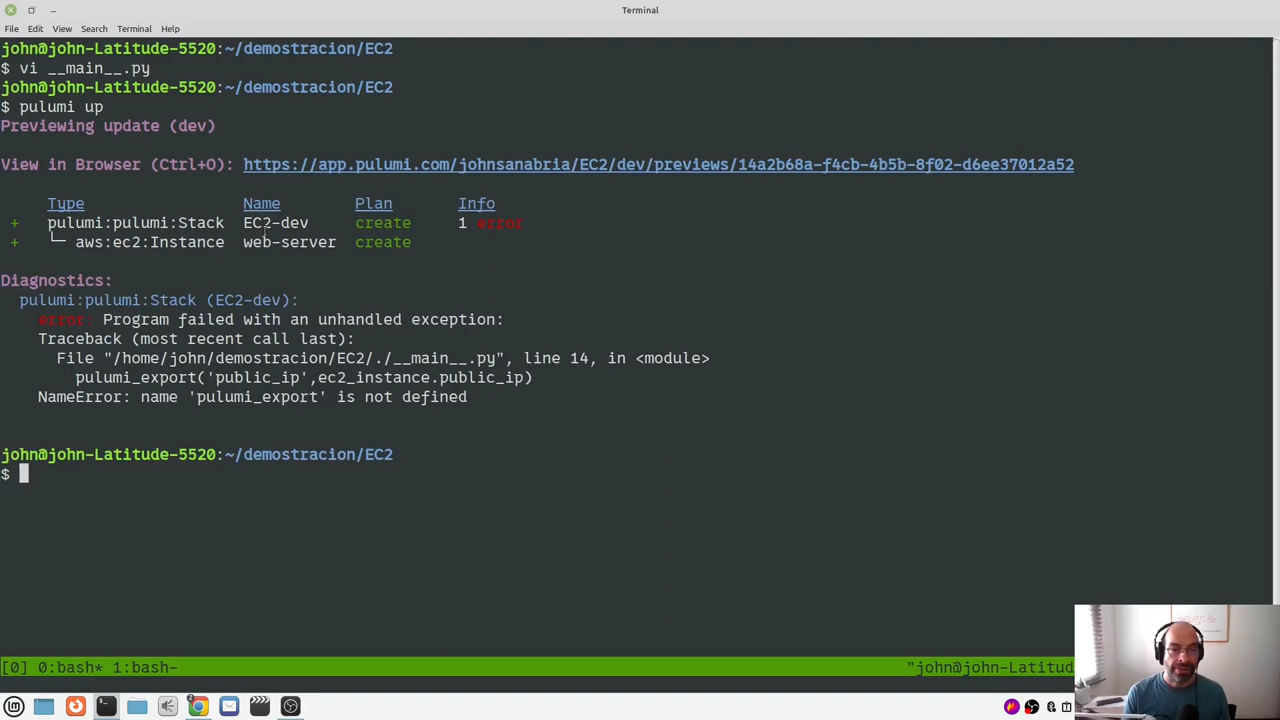 Terminal
File Edit View Search Terminal Help
john@john-Latitude-5520:~/demostracion/EC2
$ vi __main__.py
john@john-Latitude-5520:~/demostracion/EC2
$ pulumi up
Previewing update (dev)
View in Browser (Ctrl+O): https://app.pulumi.com/johnsanabria/EC2/dev/previews/14a2b68a-f4cb-4b5b-8f02-d6ee37012a52
Type Name Plan Info
+ pulumi:pulumi:Stack EC2-dev create 1 error
+ └─ aws:ec2:Instance web-server create
Diagnostics:
pulumi:pulumi:Stack (EC2-dev):
error: Program failed with an unhandled exception:
Traceback (most recent call last):
File "/home/john/demostracion/EC2/./__main__.py", line 14, in <module>
pulumi_export('public_ip',ec2_instance.public_ip)
NameError: name 'pulumi_export' is not defined
john@john-Latitude-5520:~/demostracion/EC2
$
[0] 0:bash* 1:bash- "john@john-Latitud
2